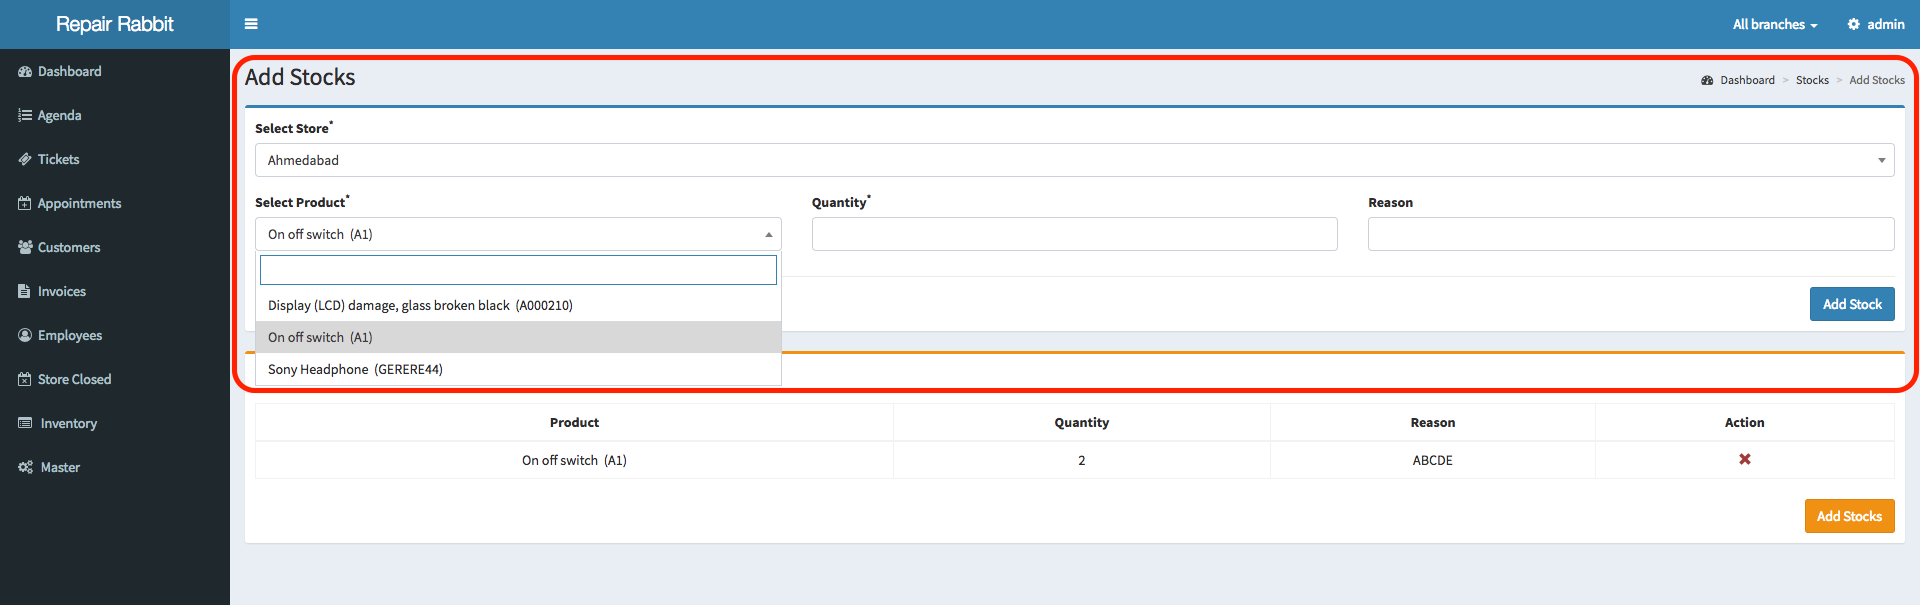 Repair Rabbit
All branches
admin
Dashboard
Agenda
Tickets
Appointments
Customers
Invoices
Employees
Store Closed
Inventory
Master
Add Stocks
Dashboard > Stocks > Add Stocks
Select Store*
Ahmedabad
Select Product* Quantity* Reason
On off switch (A1)
Display (LCD) damage, glass broken black (A000210)
On off switch (A1)
Sony Headphone (GERERE44)
Add Stock
Product Quantity Reason Action
On off switch (A1) 2 ABCDE
Add Stocks